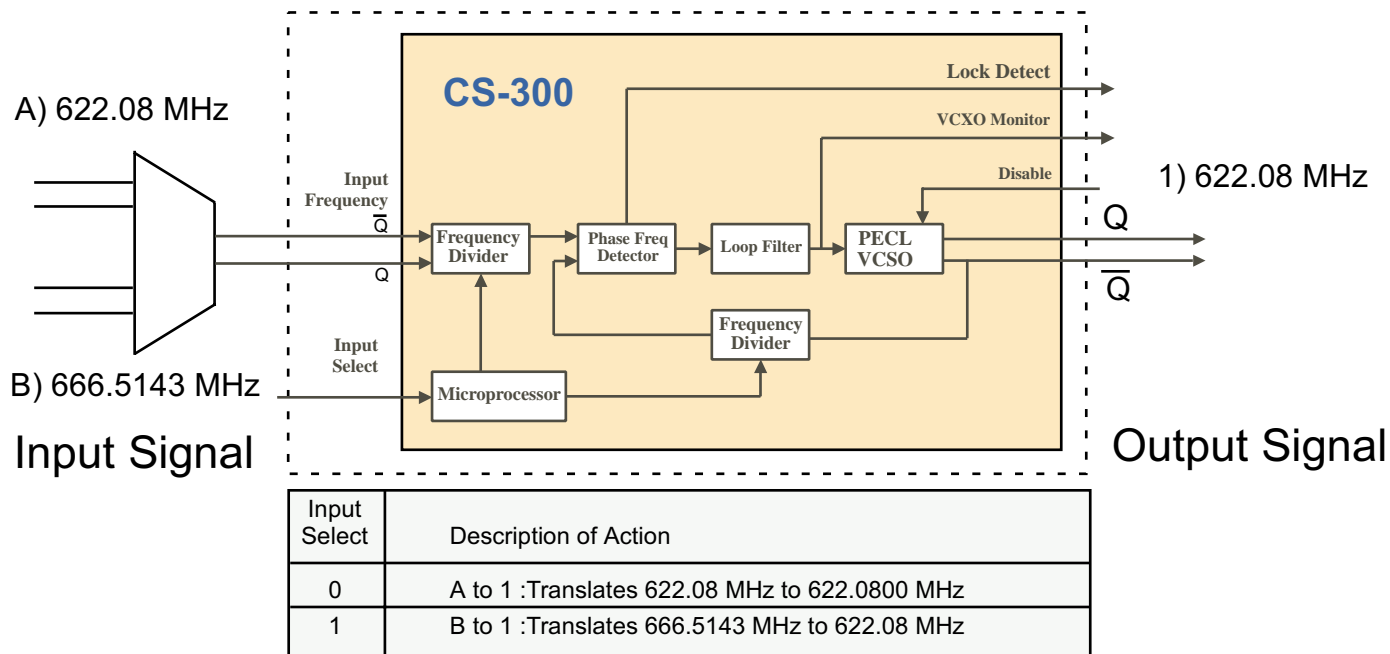 CS-300
Lock Detect
A) 622.08 MHz
VCXO Monitor
Disable
1) 622.08 MHz
Input
Frequency
Q̅
Q
Frequency
Divider
Phase Freq
Detector
Loop Filter
PECL
VCSO
Q
Q̅
Frequency
Divider
Input
Select
Microprocessor
B) 666.5143 MHz
Input Signal
Output Signal
Input
Select
Description of Action
0
A to 1 :Translates 622.08 MHz to 622.0800 MHz
1
B to 1 :Translates 666.5143 MHz to 622.08 MHz